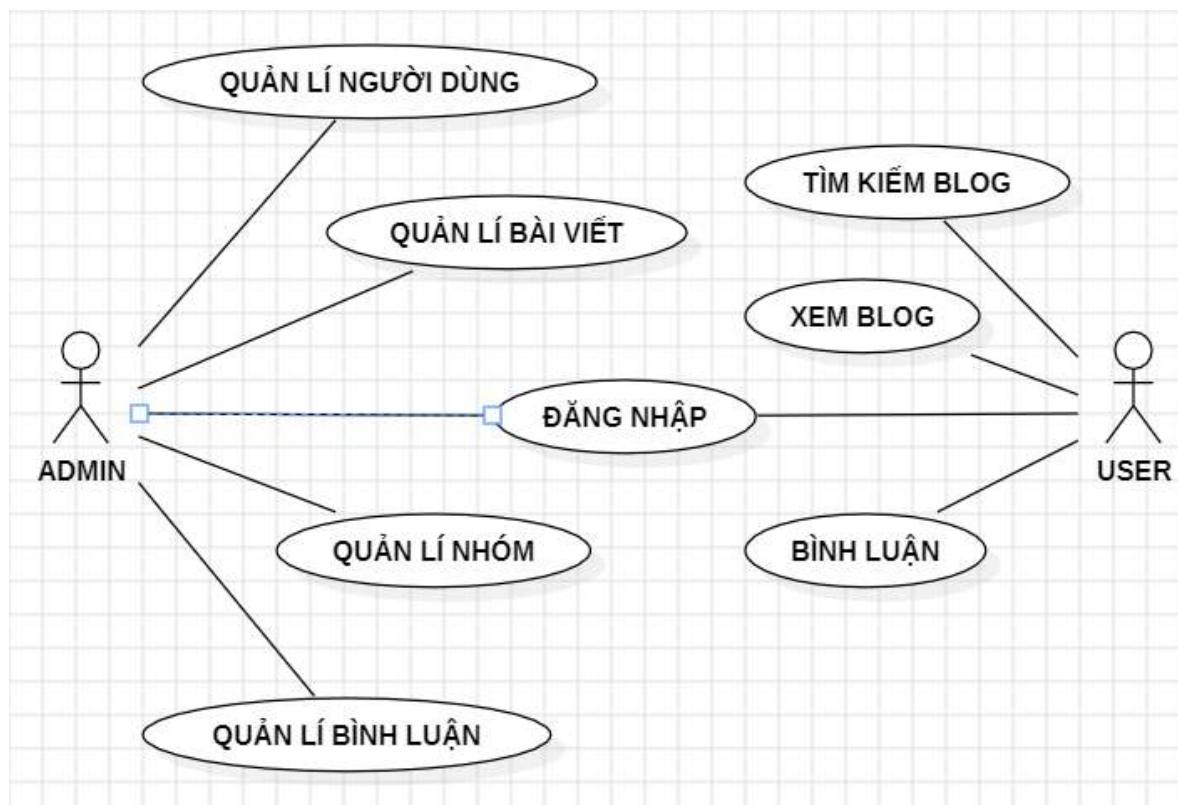 QUẢN LÍ NGƯỜI DÙNG
TÌM KIẾM BLOG
QUẢN LÍ BÀI VIẾT
XEM BLOG
ĐĂNG NHẬP
ADMIN
USER
QUẢN LÍ NHÓM
BÌNH LUẬN
QUẢN LÍ BÌNH LUẬN